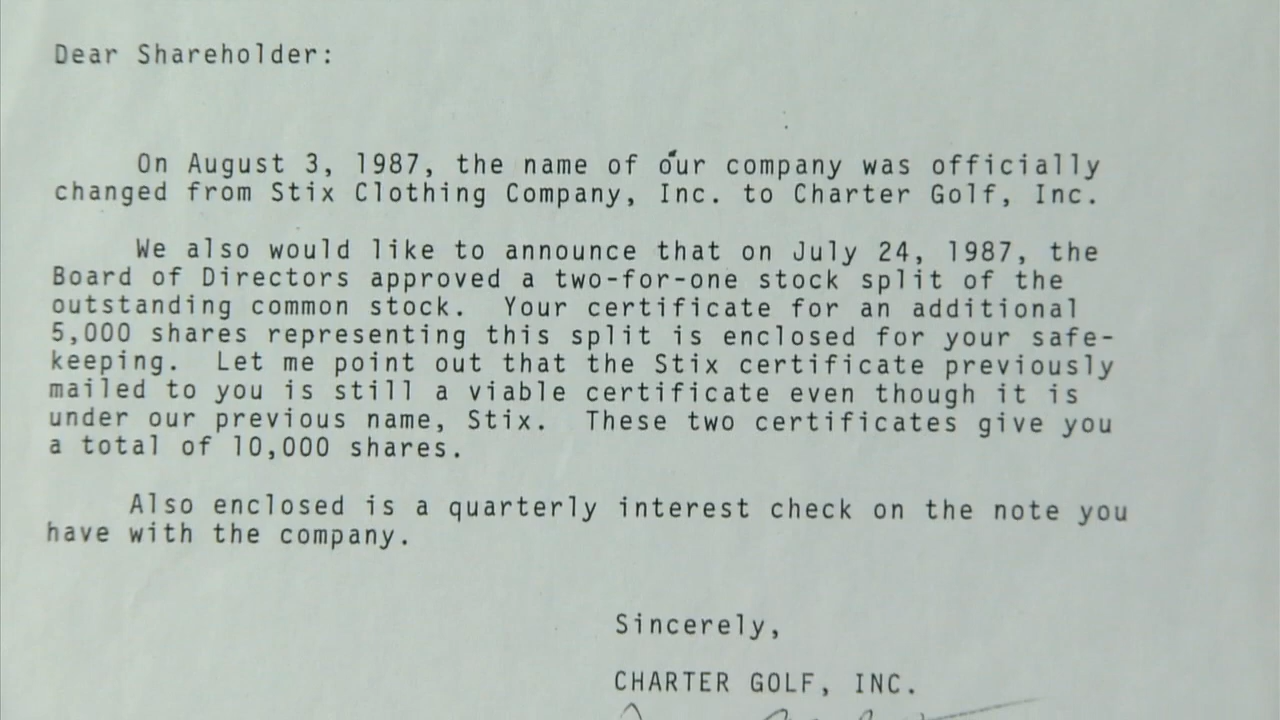 Dear Shareholder:
On August 3, 1987, the name of our company was officially
changed from Stix Clothing Company, Inc. to Charter Golf, Inc.
We also would like to announce that on July 24, 1987, the
Board of Directors approved a two-for-one stock split of the
outstanding common stock. Your certificate for an additional
5,000 shares representing this split is enclosed for your safe-
keeping. Let me point out that the Stix certificate previously
mailed to you is still a viable certificate even though it is
under our previous name, Stix. These two certificates give you
a total of 10,000 shares.
Also enclosed is a quarterly interest check on the note you
have with the company.
Sincerely,
CHARTER GOLF, INC.